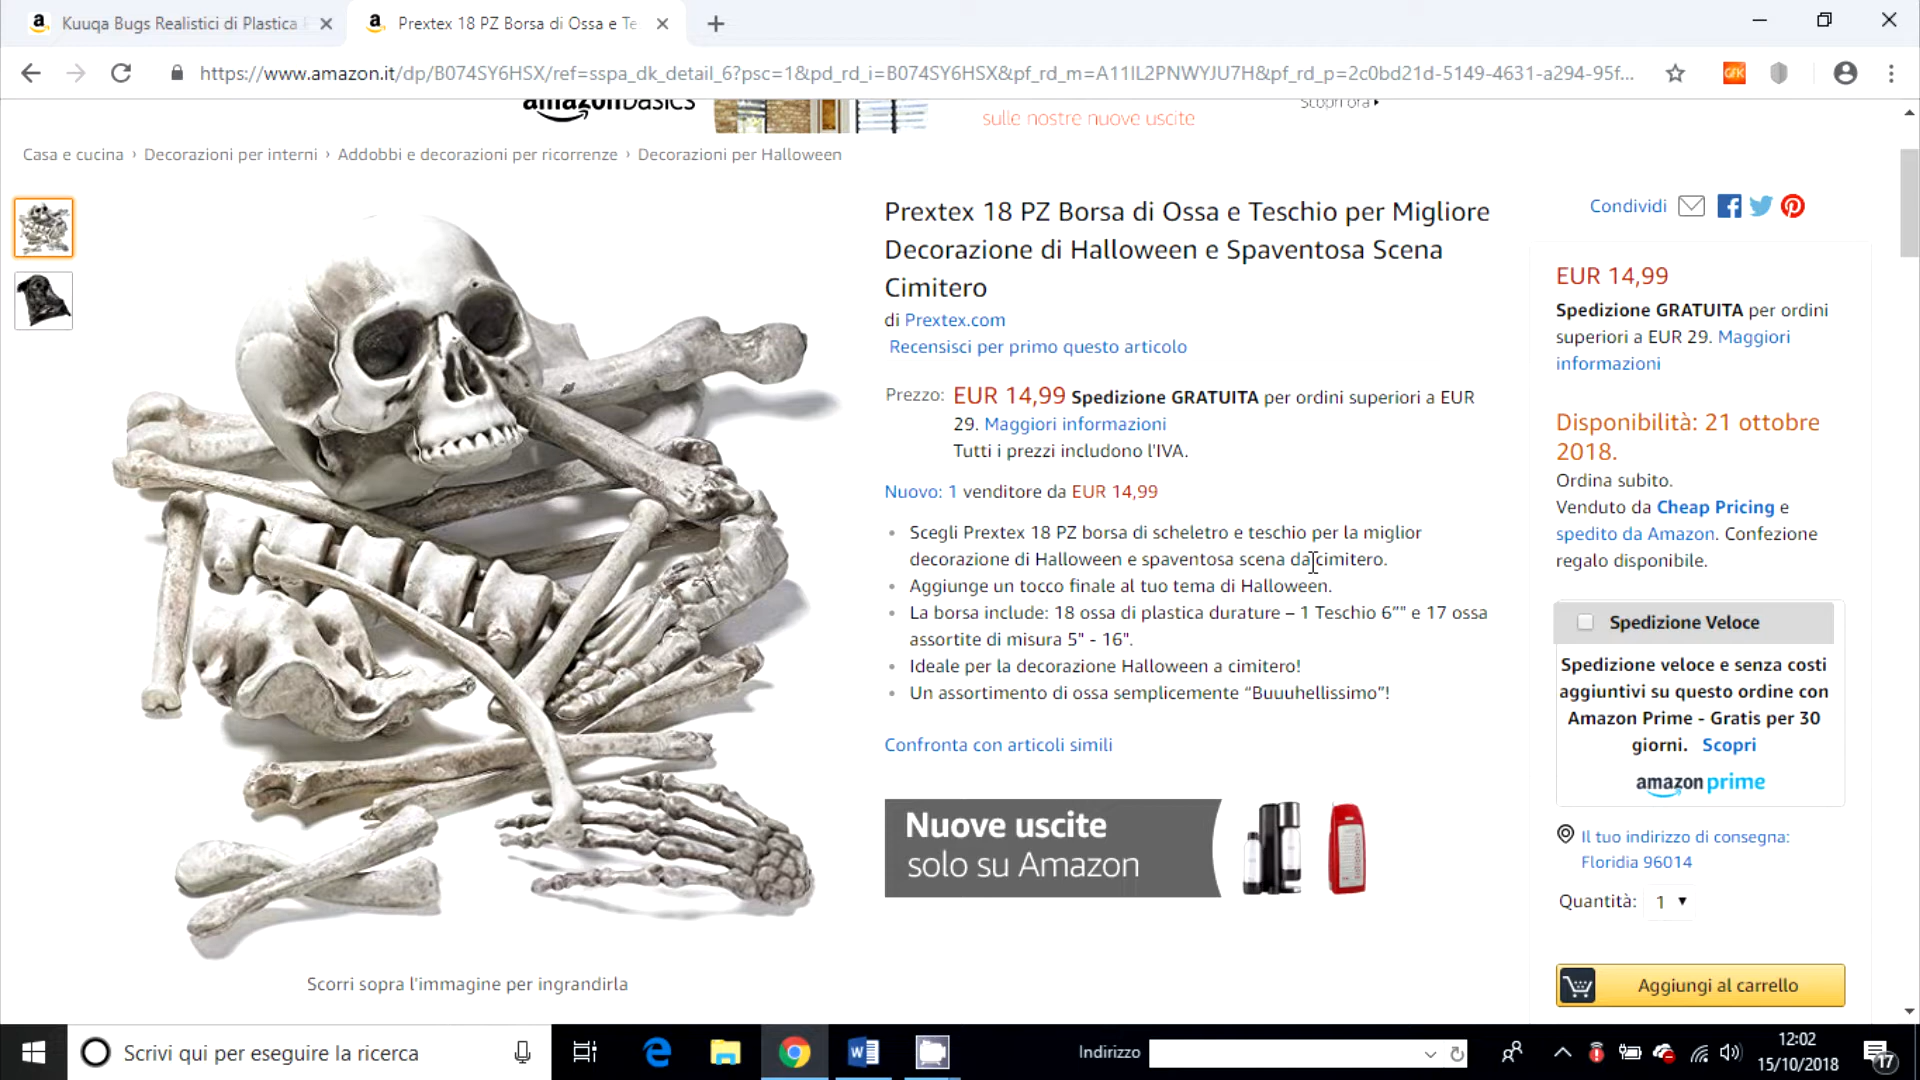 Kuuqa Bugs Realistici di Plastica
Prextex 18 PZ Borsa di Ossa e Te
https://www.amazon.it/dp/B074SY6HSX/ref=sspa_dk_detail_6?psc=1&pd_rd_i=B074SY6HSX&pf_rd_m=A11IL2PNWYJU7H&pf_rd_p=2c0bd21d-5149-4631-a294-95f...
GfK
amazonbasics
sulle nostre nuove uscite
Scopri ora
Casa e cucina › Decorazioni per interni › Addobbi e decorazioni per ricorrenze › Decorazioni per Halloween
Prextex 18 PZ Borsa di Ossa e Teschio per Migliore
Decorazione di Halloween e Spaventosa Scena
Cimitero
di Prextex.com
Recensisci per primo questo articolo
Prezzo: EUR 14,99 Spedizione GRATUITA per ordini superiori a EUR
29. Maggiori informazioni
Tutti i prezzi includono l'IVA.
Nuovo: 1 venditore da EUR 14,99
• Scegli Prextex 18 PZ borsa di scheletro e teschio per la miglior
decorazione di Halloween e spaventosa scena da cimitero.
• Aggiunge un tocco finale al tuo tema di Halloween.
• La borsa include: 18 ossa di plastica durature – 1 Teschio 6”" e 17 ossa
assortite di misura 5" - 16".
• Ideale per la decorazione Halloween a cimitero!
• Un assortimento di ossa semplicemente “Buuuhellissimo”!
Confronta con articoli simili
Nuove uscite
solo su Amazon
Scorri sopra l'immagine per ingrandirla
Condividi
EUR 14,99
Spedizione GRATUITA per ordini
superiori a EUR 29. Maggiori
informazioni
Disponibilità: 21 ottobre
2018.
Ordina subito.
Venduto da Cheap Pricing e
spedito da Amazon. Confezione
regalo disponibile.
Spedizione Veloce
Spedizione veloce e senza costi
aggiuntivi su questo ordine con
Amazon Prime - Gratis per 30
giorni. Scopri
amazon prime
Il tuo indirizzo di consegna:
Floridia 96014
Quantità: 1
Aggiungi al carrello
Scrivi qui per eseguire la ricerca
Indirizzo
12:02
15/10/2018
17